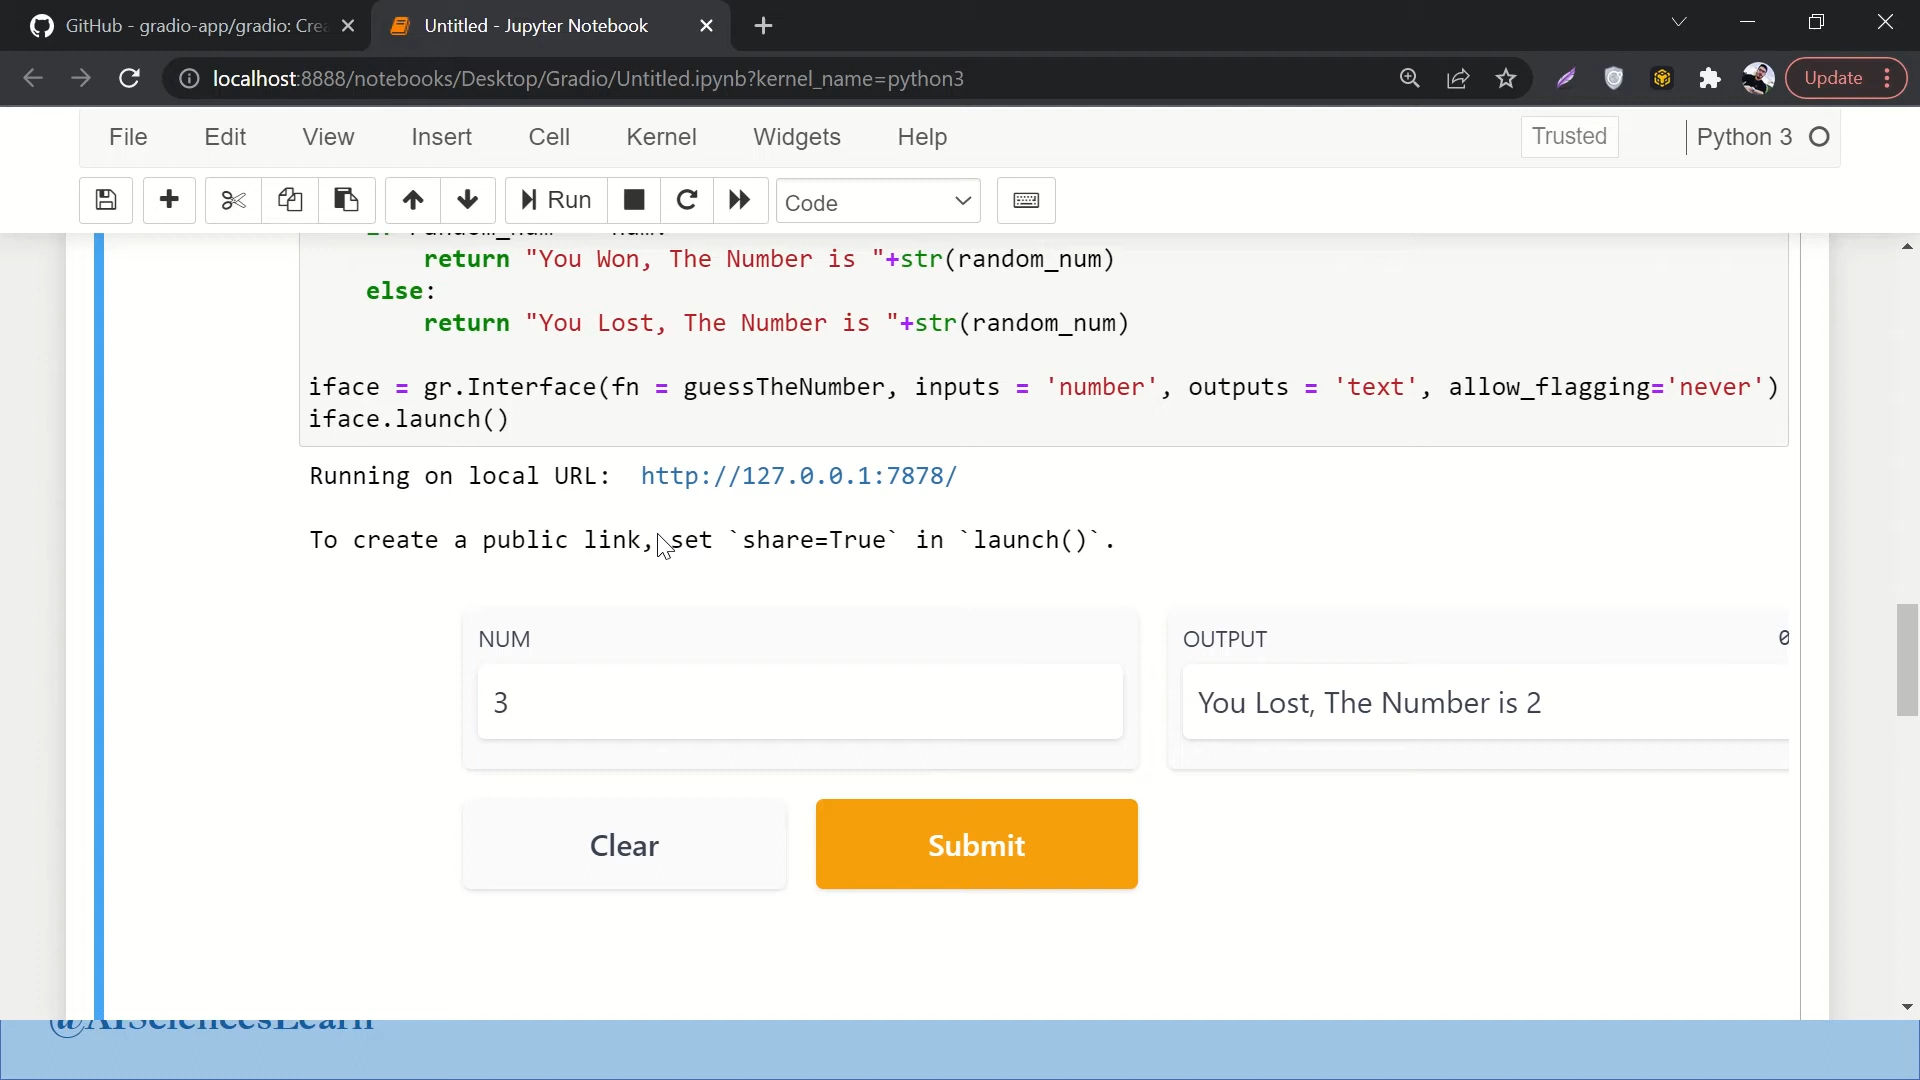 GitHub - gradio-app/gradio: Cre
Untitled - Jupyter Notebook
localhost:8888/notebooks/Desktop/Gradio/Untitled.ipynb?kernel_name=python3
Update
File Edit View Insert Cell Kernel Widgets Help
Trusted
Python 3
Run
Code
return "You Won, The Number is "+str(random_num)
else:
return "You Lost, The Number is "+str(random_num)
iface = gr.Interface(fn = guessTheNumber, inputs = 'number', outputs = 'text', allow_flagging='never')
iface.launch()
Running on local URL: http://127.0.0.1:7878/
To create a public link, set `share=True` in `launch()`.
NUM
OUTPUT
0
3
You Lost, The Number is 2
Clear
Submit
@AISciencesLearn